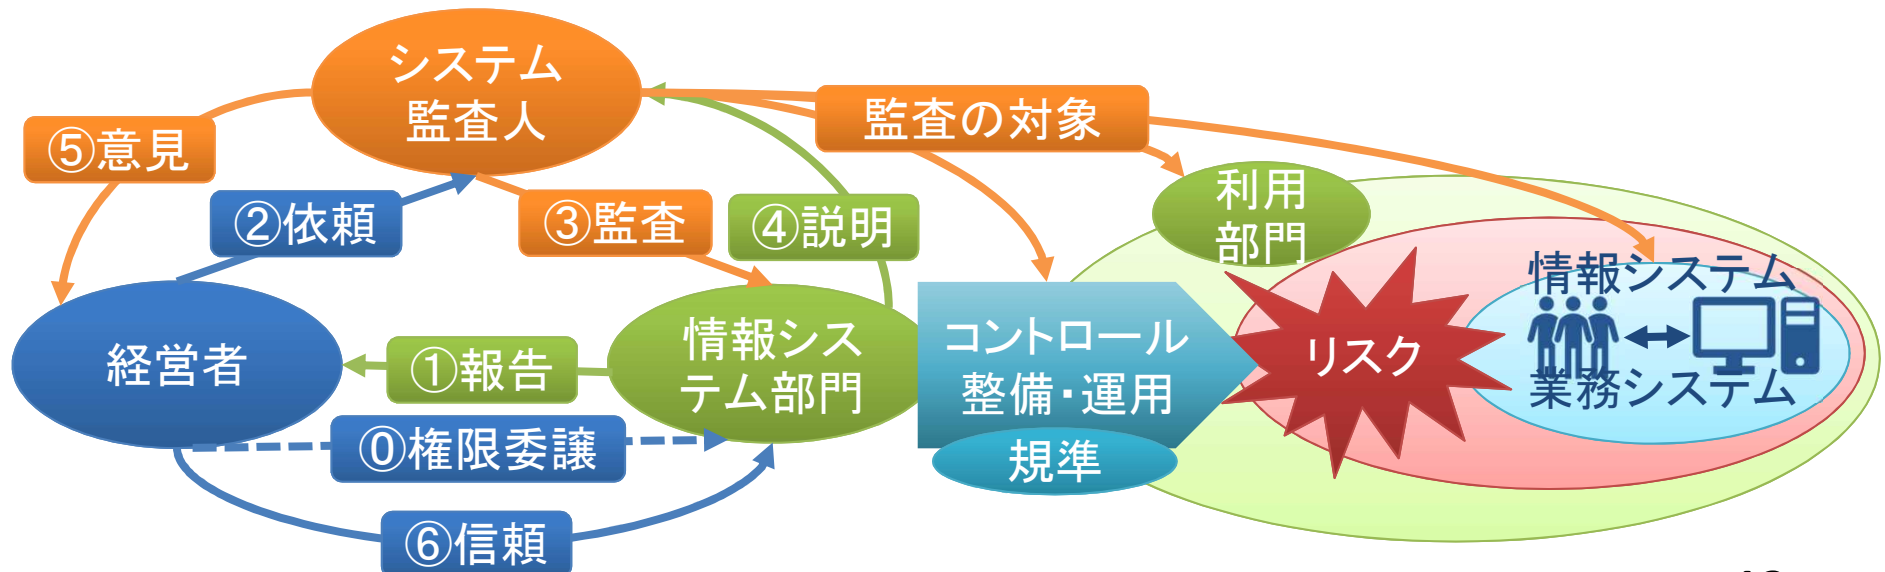 システム
監査人
監査の対象
⑤意見
②依頼
③監査
④説明
利用
部門
情報システム
業務システム
経営者
①報告
情報シス
テム部門
コントロール
整備・運用
規準
リスク
⓪権限委譲
⑥信頼